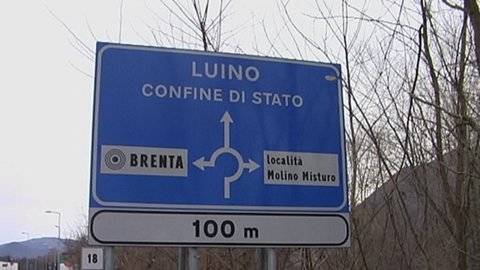 LUINO
CONFINE DI STATO
BRENTA
Località
Molino Misturo
100 m
18